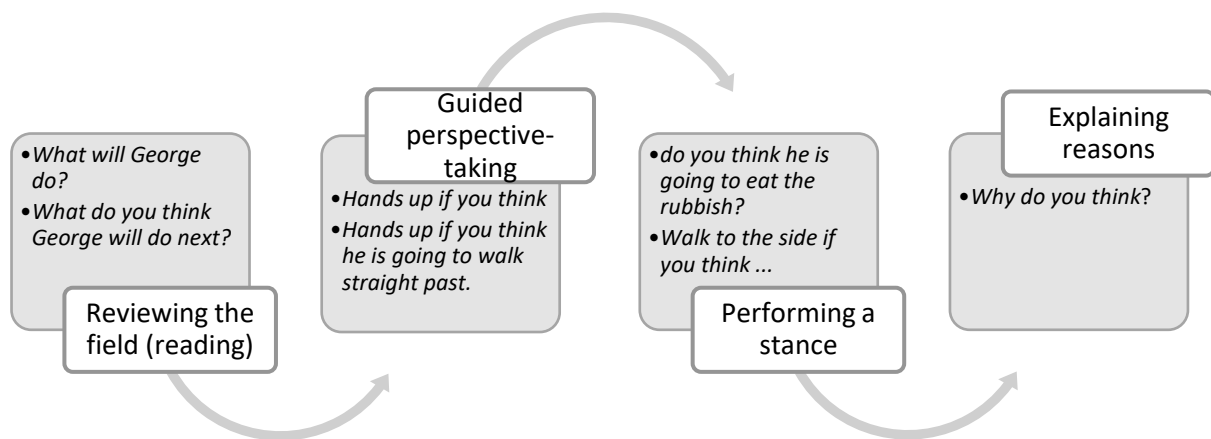 •What will George
do?
•What do you think
George will do next?
Reviewing the
field (reading)
Guided
perspective-
taking
•Hands up if you think
•Hands up if you think
he is going to walk
straight past.
•do you think he is
going to eat the
rubbish?
•Walk to the side if
you think ...
Performing a
stance
Explaining
reasons
•Why do you think?